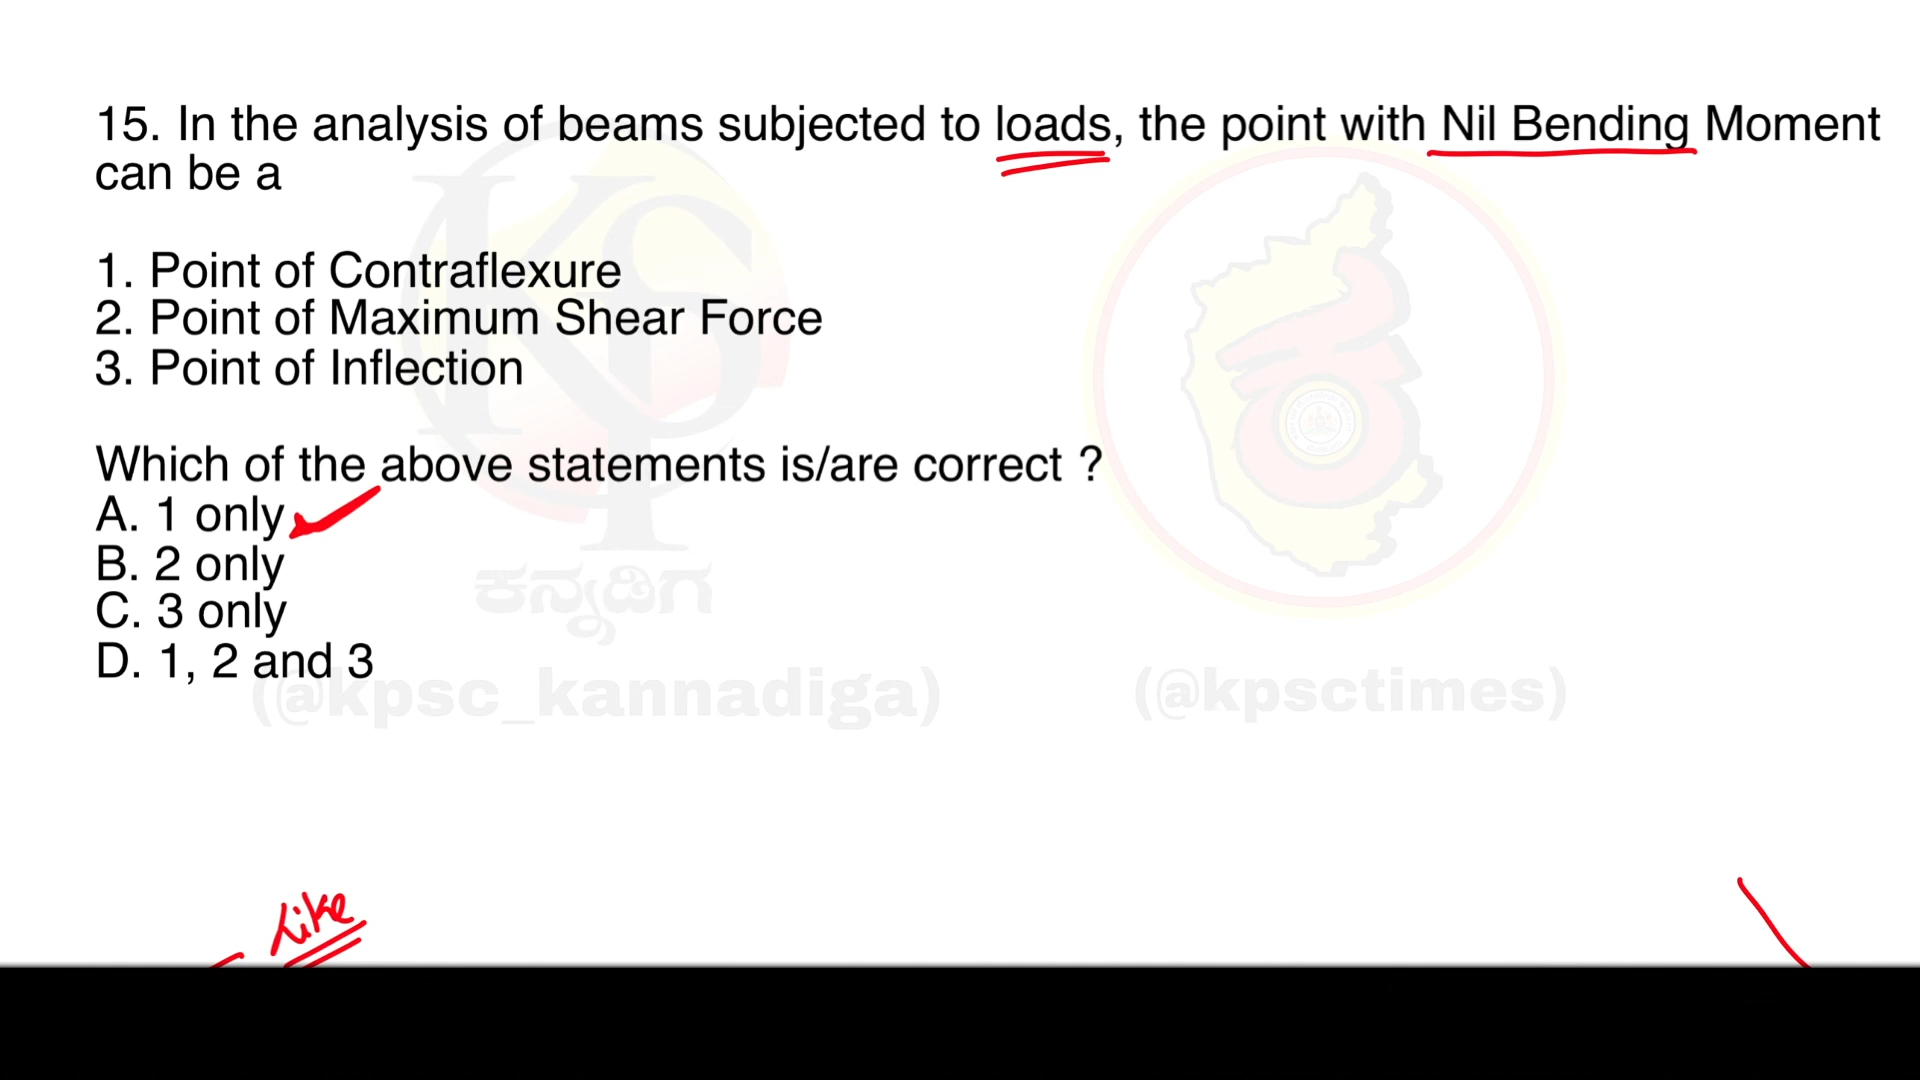 15. In the analysis of beams subjected to loads, the point with Nil Bending Moment
can be a
1. Point of Contraflexure
2. Point of Maximum Shear Force
3. Point of Inflection
Which of the above statements is/are correct ?
A. 1 only
B. 2 only
C. 3 only
D. 1, 2 and 3
KPS
ಕನ್ನಡಿಗ
(@kpsc_kannadiga)
(@kpsctimes)
Like